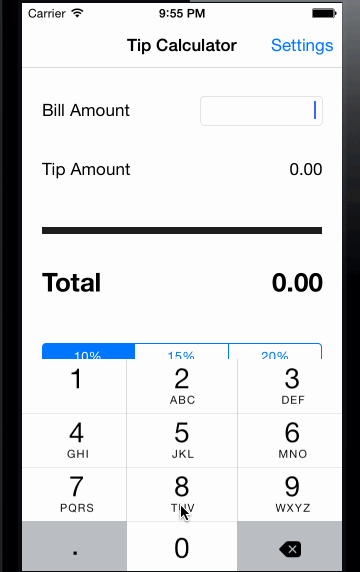 Carrier 9:55 PM
Tip Calculator Settings
Bill Amount
Tip Amount 0.00
Total 0.00
10% 15% 20%
1 2 3
ABC DEF
4 5 6
GHI JKL MNO
7 8 9
PQRS TUV WXYZ
. 0